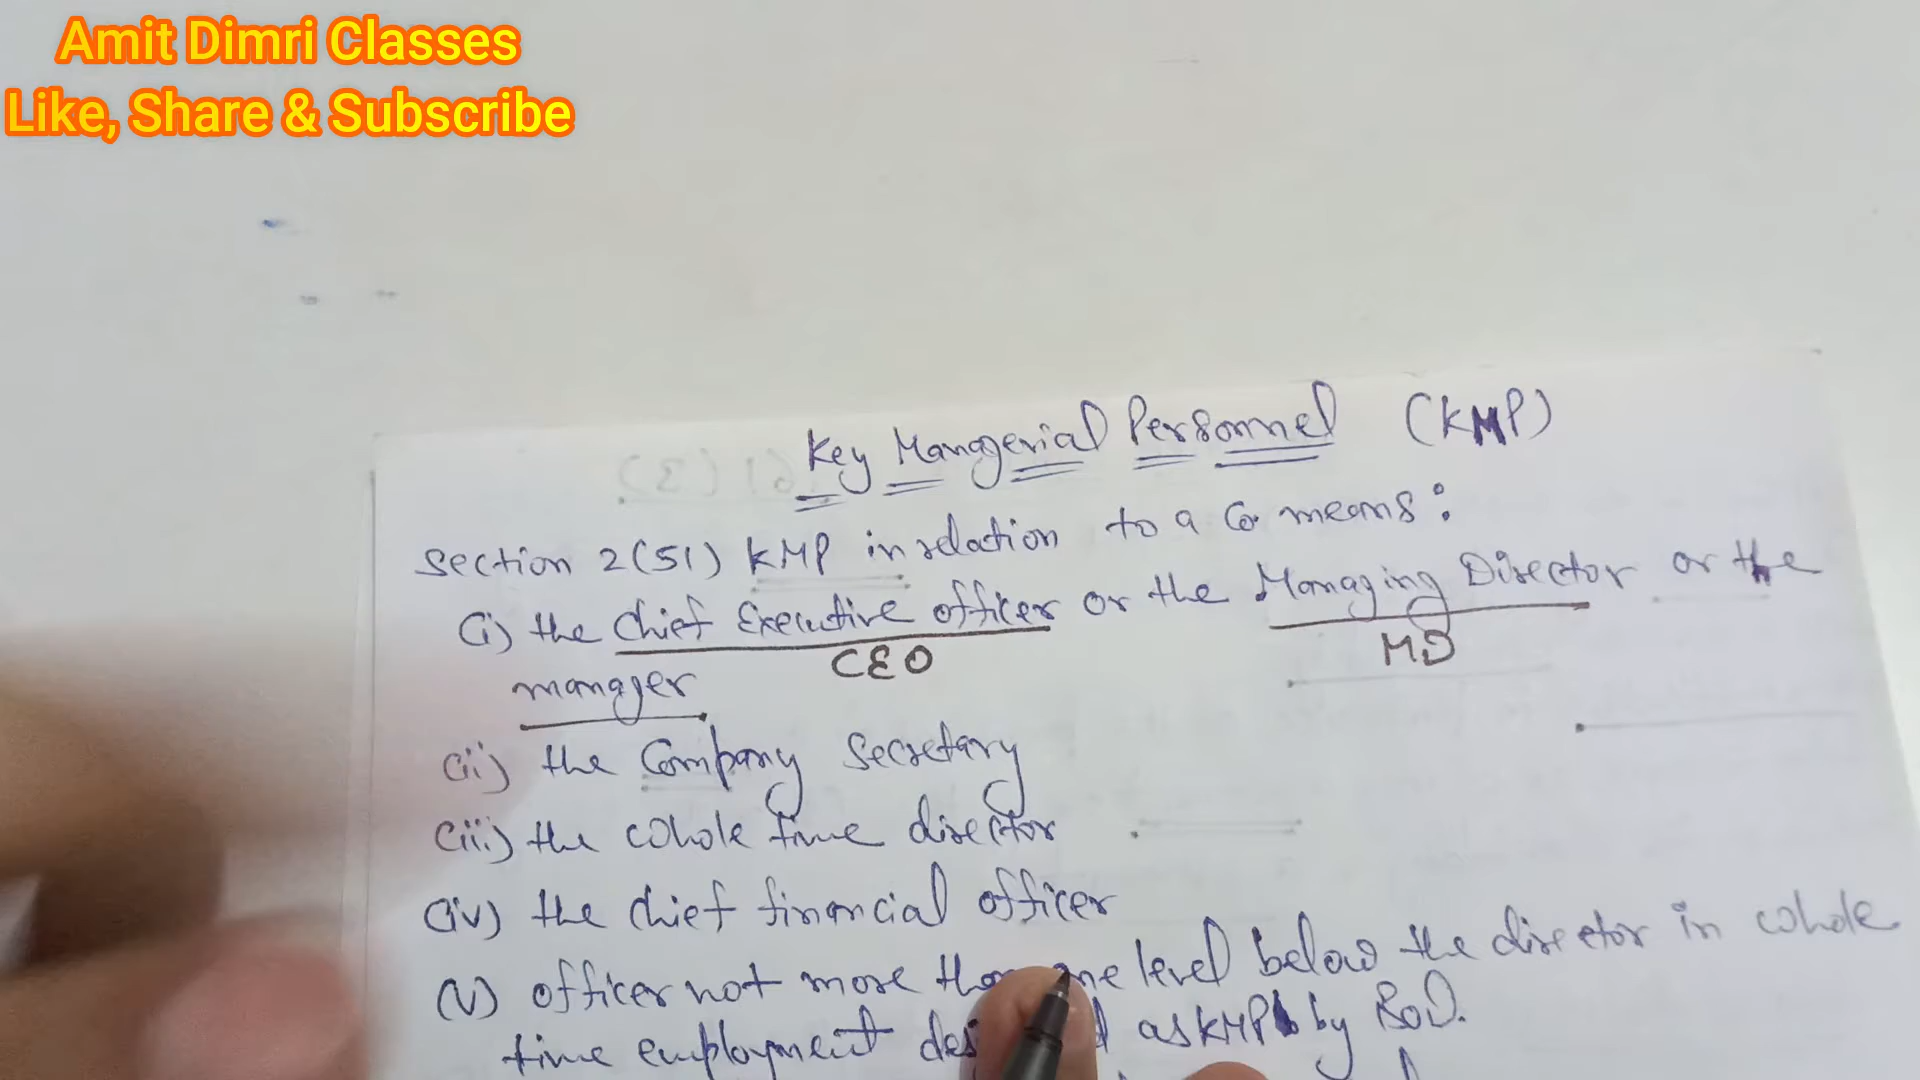 Amit Dimri Classes
Like, Share & Subscribe
Key Managerial Personnel (KMP)
Section 2(51) KMP in relation to a Co means:
(i) the Chief Executive officer or the Managing Director or the
CEO MD
manager
(ii) the Company Secretary
(iii) the whole time director
(iv) the chief financial officer
(v) officer not more than one level below the director in whole
time employment as KMP by BOD.